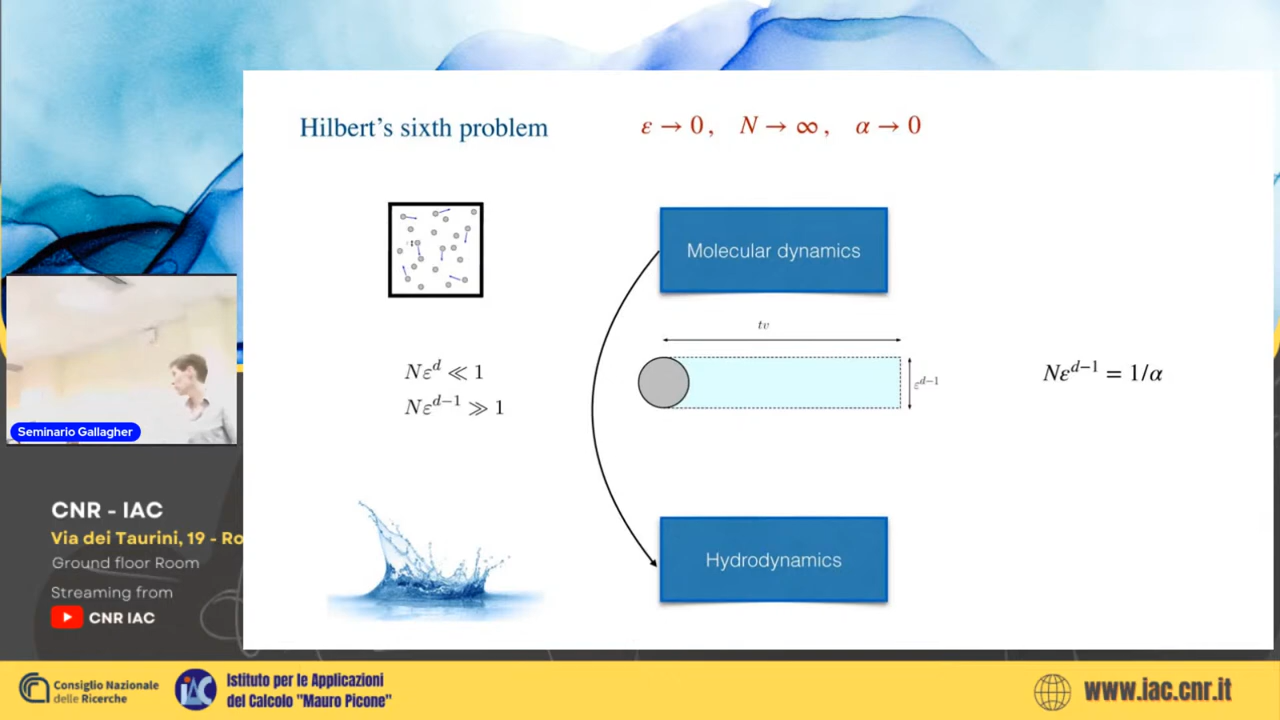 Hilbert's sixth problem
ε → 0 , N → ∞ , α → 0
Molecular dynamics
tv
Nε^d ≪ 1
Nε^{d−1} ≫ 1
ε^{d−1}
Nε^{d−1} = 1/α
Hydrodynamics
Seminario Gallagher
CNR - IAC
Via dei Taurini, 19 - Ro
Ground floor Room
Streaming from
CNR IAC
Consiglio Nazionale
delle Ricerche
IAC
Istituto per le Applicazioni
del Calcolo "Mauro Picone"
www.iac.cnr.it